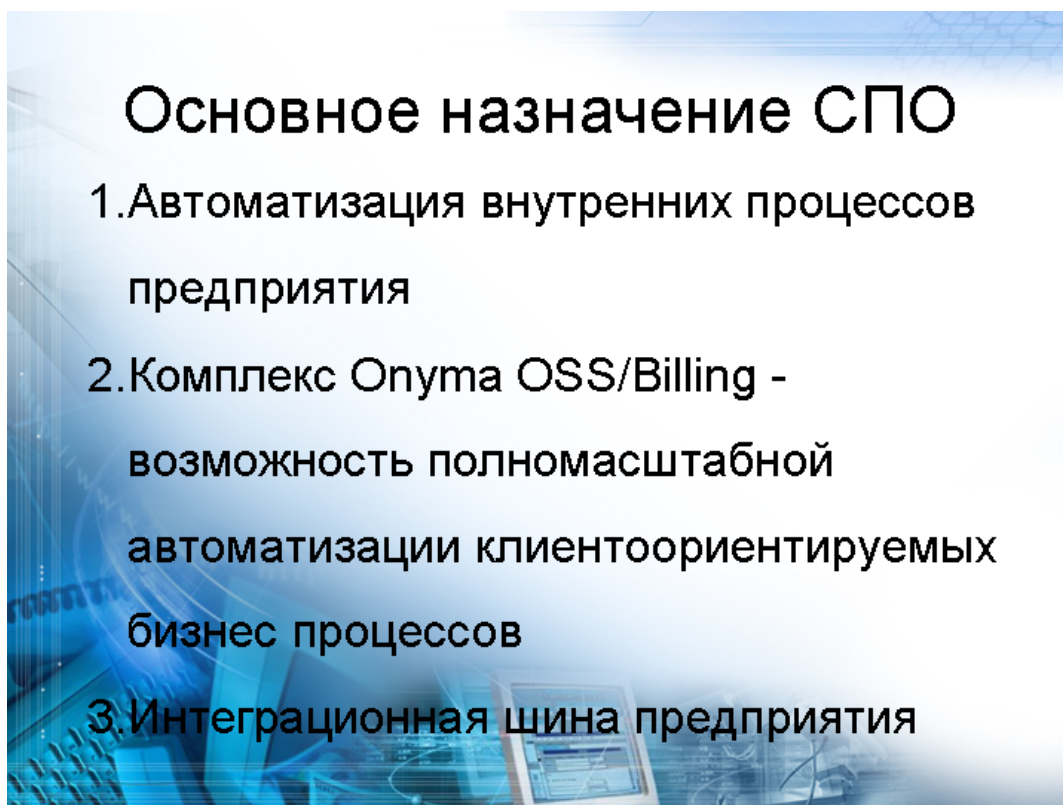 Основное назначение СПО
1.Автоматизация внутренних процессов
предприятия
2.Комплекс Onyma OSS/Billing -
возможность полномасштабной
автоматизации клиентоориентируемых
бизнес процессов
3.Интеграционная шина предприятия